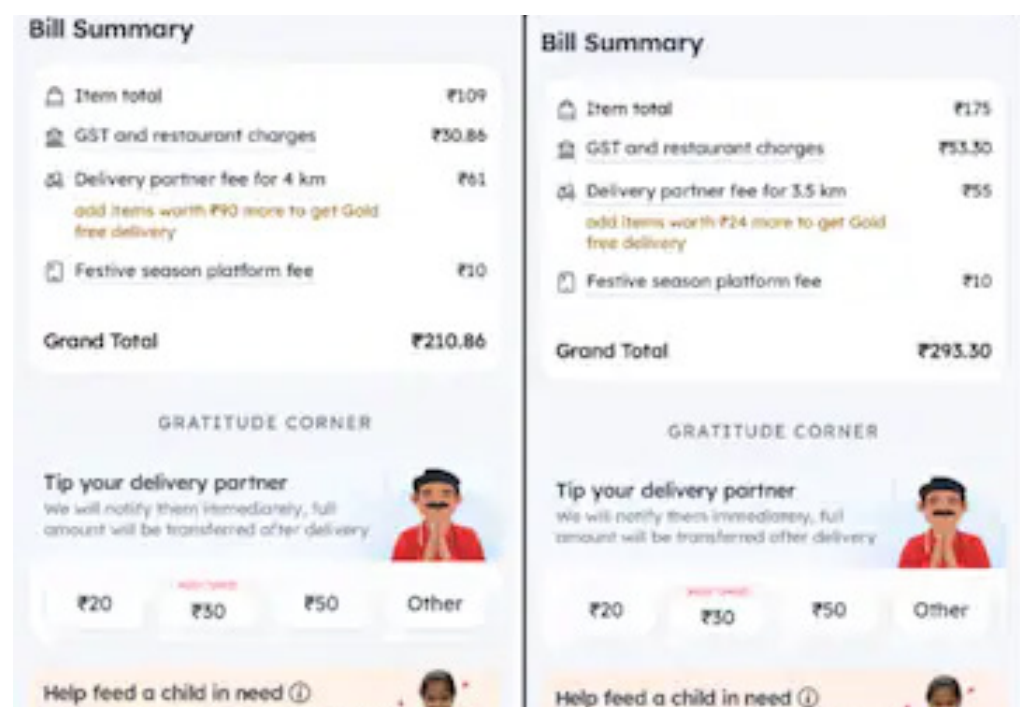 Bill Summary
Item total ₹109
GST and restaurant charges ₹30.86
Delivery partner fee for 4 km ₹61
add items worth ₹90 more to get Gold
free delivery
Festive season platform fee ₹10
Grand Total ₹210.86
GRATITUDE CORNER
Tip your delivery partner
We will notify them immediately, full
amount will be transferred after delivery
₹20 ₹30 ₹50 Other
Help feed a child in need
Bill Summary
Item total ₹175
GST and restaurant charges ₹53.30
Delivery partner fee for 3.5 km ₹55
add items worth ₹24 more to get Gold
free delivery
Festive season platform fee ₹10
Grand Total ₹293.30
GRATITUDE CORNER
Tip your delivery partner
We will notify them immediately, full
amount will be transferred after delivery
₹20 ₹30 ₹50 Other
Help feed a child in need